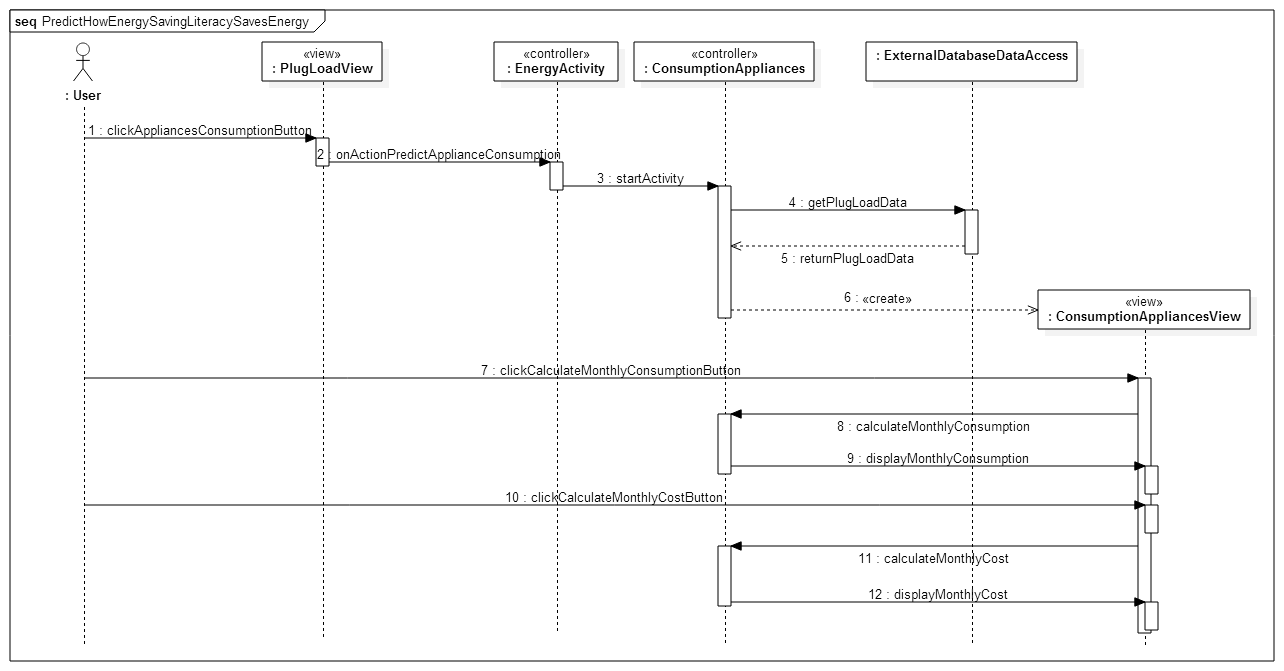 seq PredictHowEnergySavingLiteracySavesEnergy
: User
«view»
: PlugLoadView
«controller»
: EnergyActivity
«controller»
: ConsumptionAppliances
: ExternalDatabaseDataAccess
1 : clickAppliancesConsumptionButton
2 : onActionPredictApplianceConsumption
3 : startActivity
4 : getPlugLoadData
5 : returnPlugLoadData
6 : «create»
«view»
: ConsumptionAppliancesView
7 : clickCalculateMonthlyConsumptionButton
8 : calculateMonthlyConsumption
9 : displayMonthlyConsumption
10 : clickCalculateMonthlyCostButton
11 : calculateMonthlyCost
12 : displayMonthlyCost